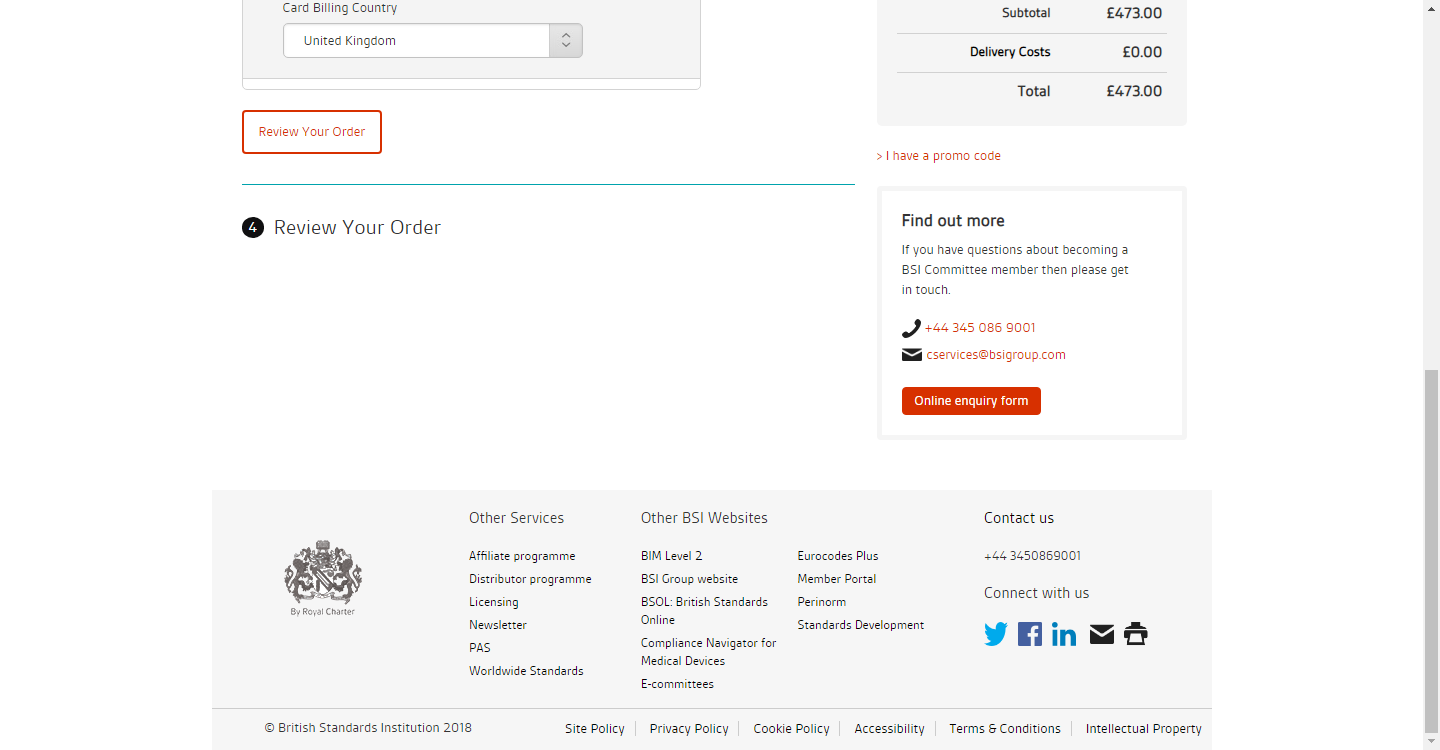 Card Billing Country
United Kingdom
Review Your Order
4 Review Your Order
Subtotal £473.00
Delivery Costs £0.00
Total £473.00
> I have a promo code
Find out more
If you have questions about becoming a
BSI Committee member then please get
in touch.
+44 345 086 9001
cservices@bsigroup.com
Online enquiry form
By Royal Charter
Other Services
Affiliate programme
Distributor programme
Licensing
Newsletter
PAS
Worldwide Standards
Other BSI Websites
BIM Level 2
BSI Group website
BSOL: British Standards
Online
Compliance Navigator for
Medical Devices
E-committees
Eurocodes Plus
Member Portal
Perinorm
Standards Development
Contact us
+44 3450869001
Connect with us
© British Standards Institution 2018
Site Policy
Privacy Policy
Cookie Policy
Accessibility
Terms & Conditions
Intellectual Property